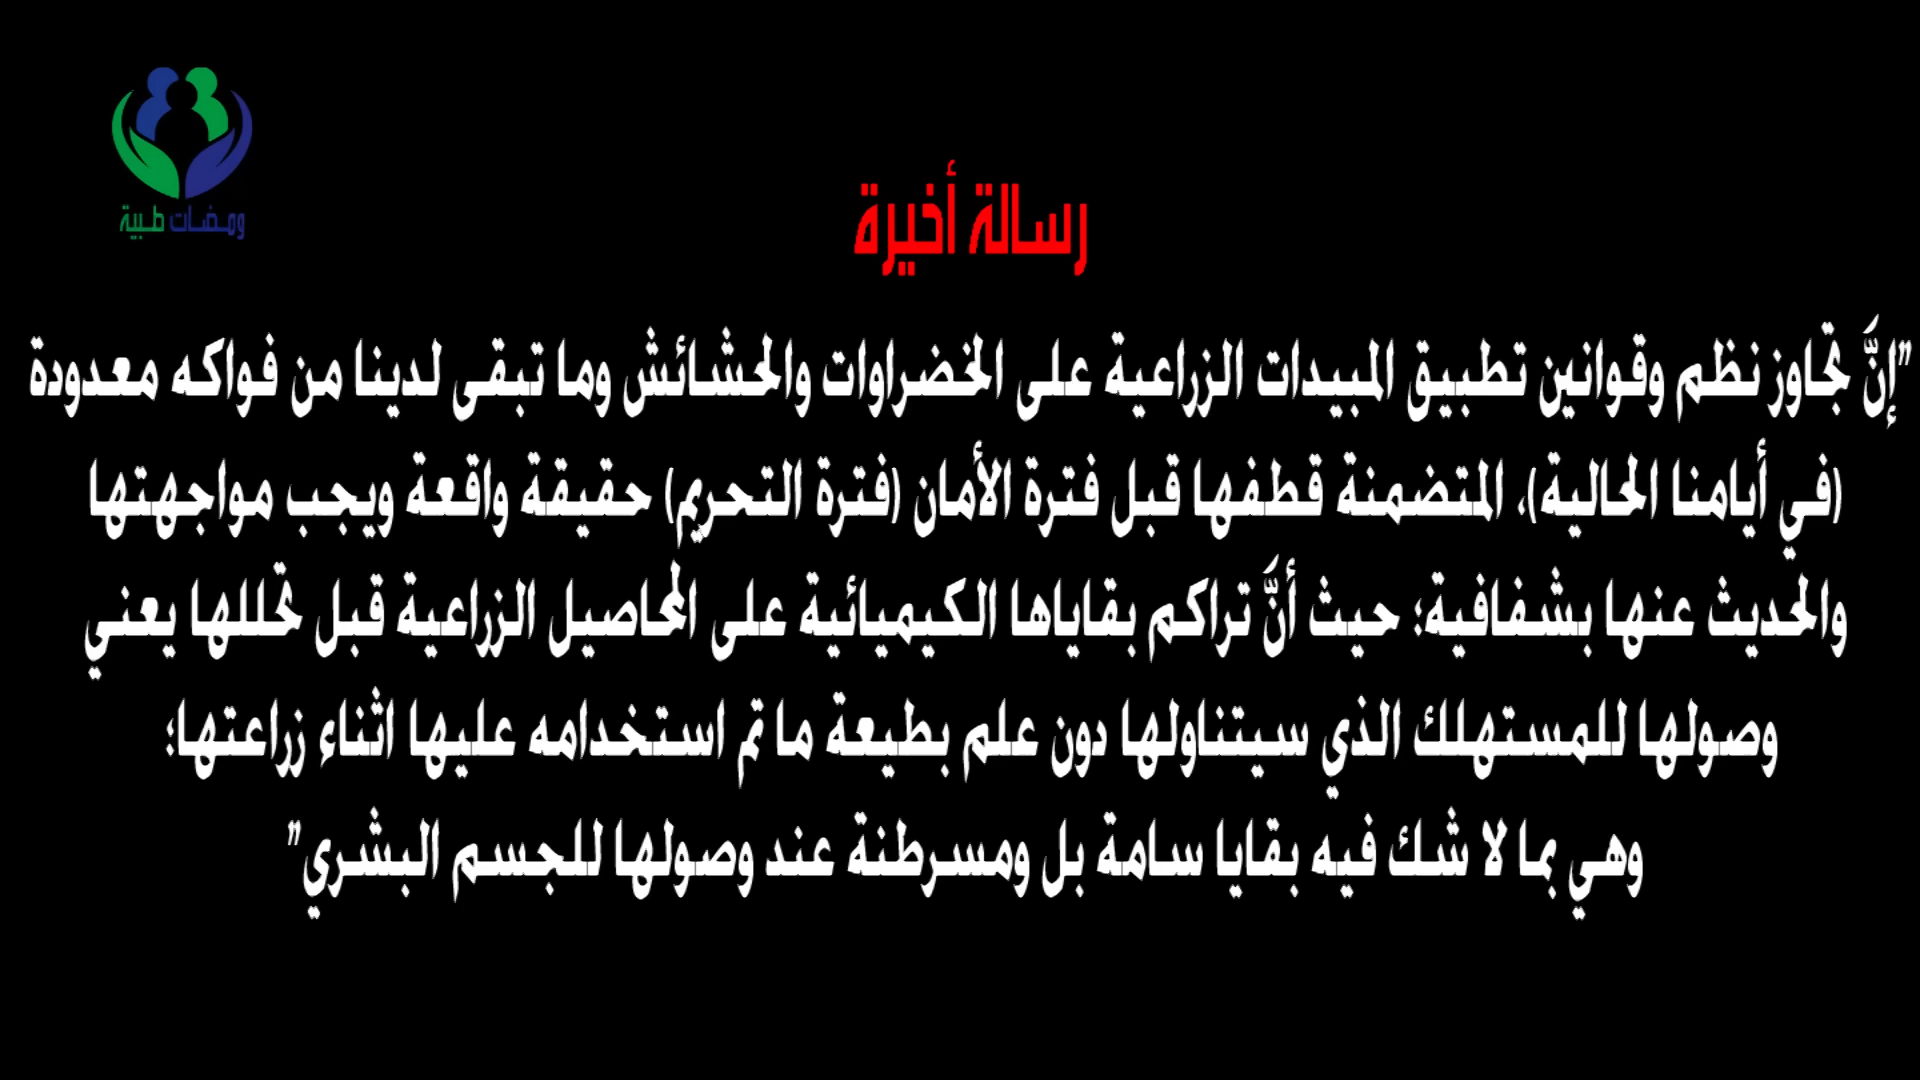 ومضات طبية
رسالة أخيرة
"إنَّ تجاوز نظم وقوانين تطبيق المبيدات الزراعية على الخضراوات والحشائش وما تبقى لدينا من فواكه معدودة
(في أيامنا الحالية)، المتضمنة قطفها قبل فترة الأمان (فترة التحريم) حقيقة واقعة ويجب مواجهتها
والحديث عنها بشفافية؛ حيث أنَّ تراكم بقاياها الكيميائية على المحاصيل الزراعية قبل تحللها يعني
وصولها للمستهلك الذي سيتناولها دون علم بطيعة ما تم استخدامه عليها اثناء زراعتها؛
وهي بما لا شك فيه بقايا سامة بل ومسرطنة عند وصولها للجسم البشري"